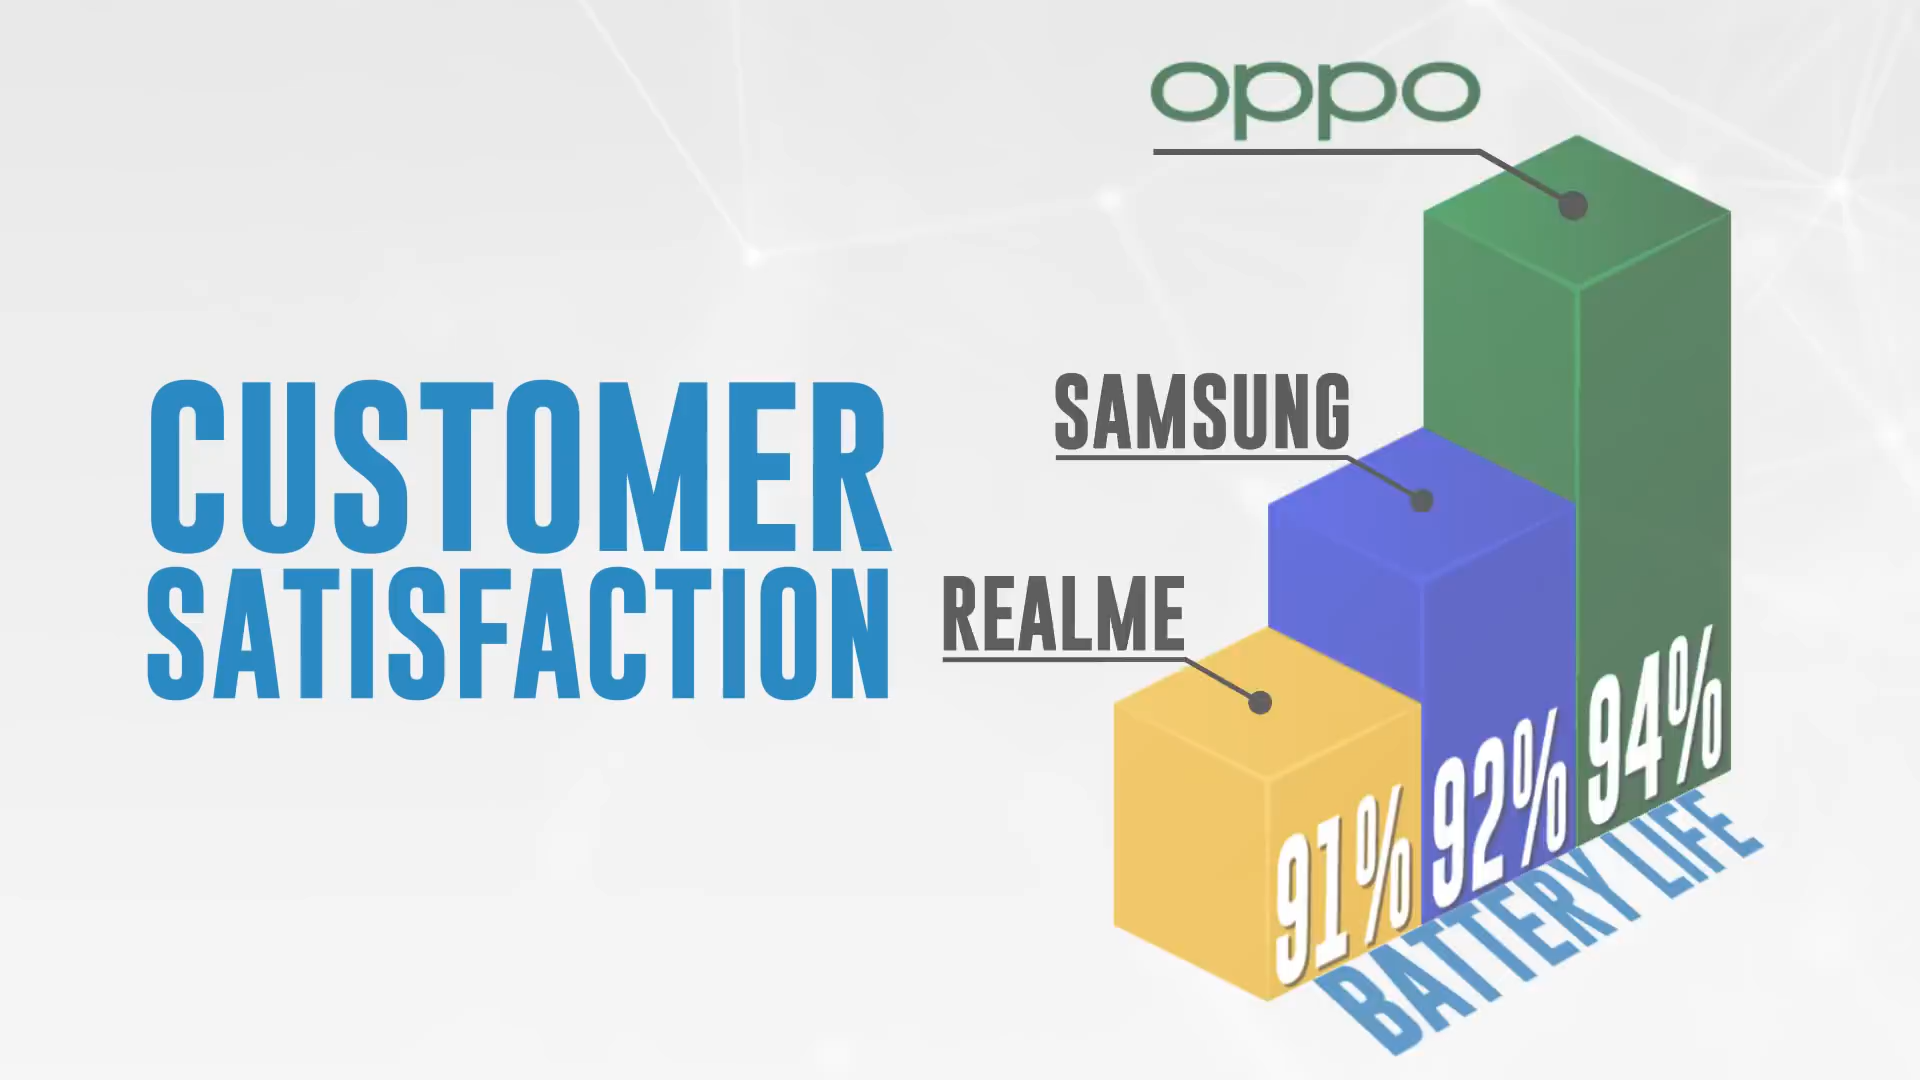 CUSTOMER
SATISFACTION
oppo
SAMSUNG
REALME
91%
92%
94%
BATTERY LIFE